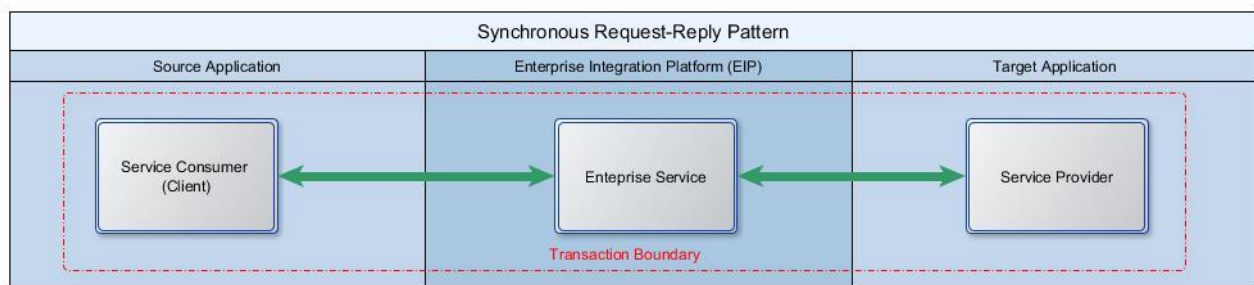 Synchronous Request-Reply Pattern
Source Application
Enterprise Integration Platform (EIP)
Target Application
Service Consumer
(Client)
Enteprise Service
Service Provider
Transaction Boundary